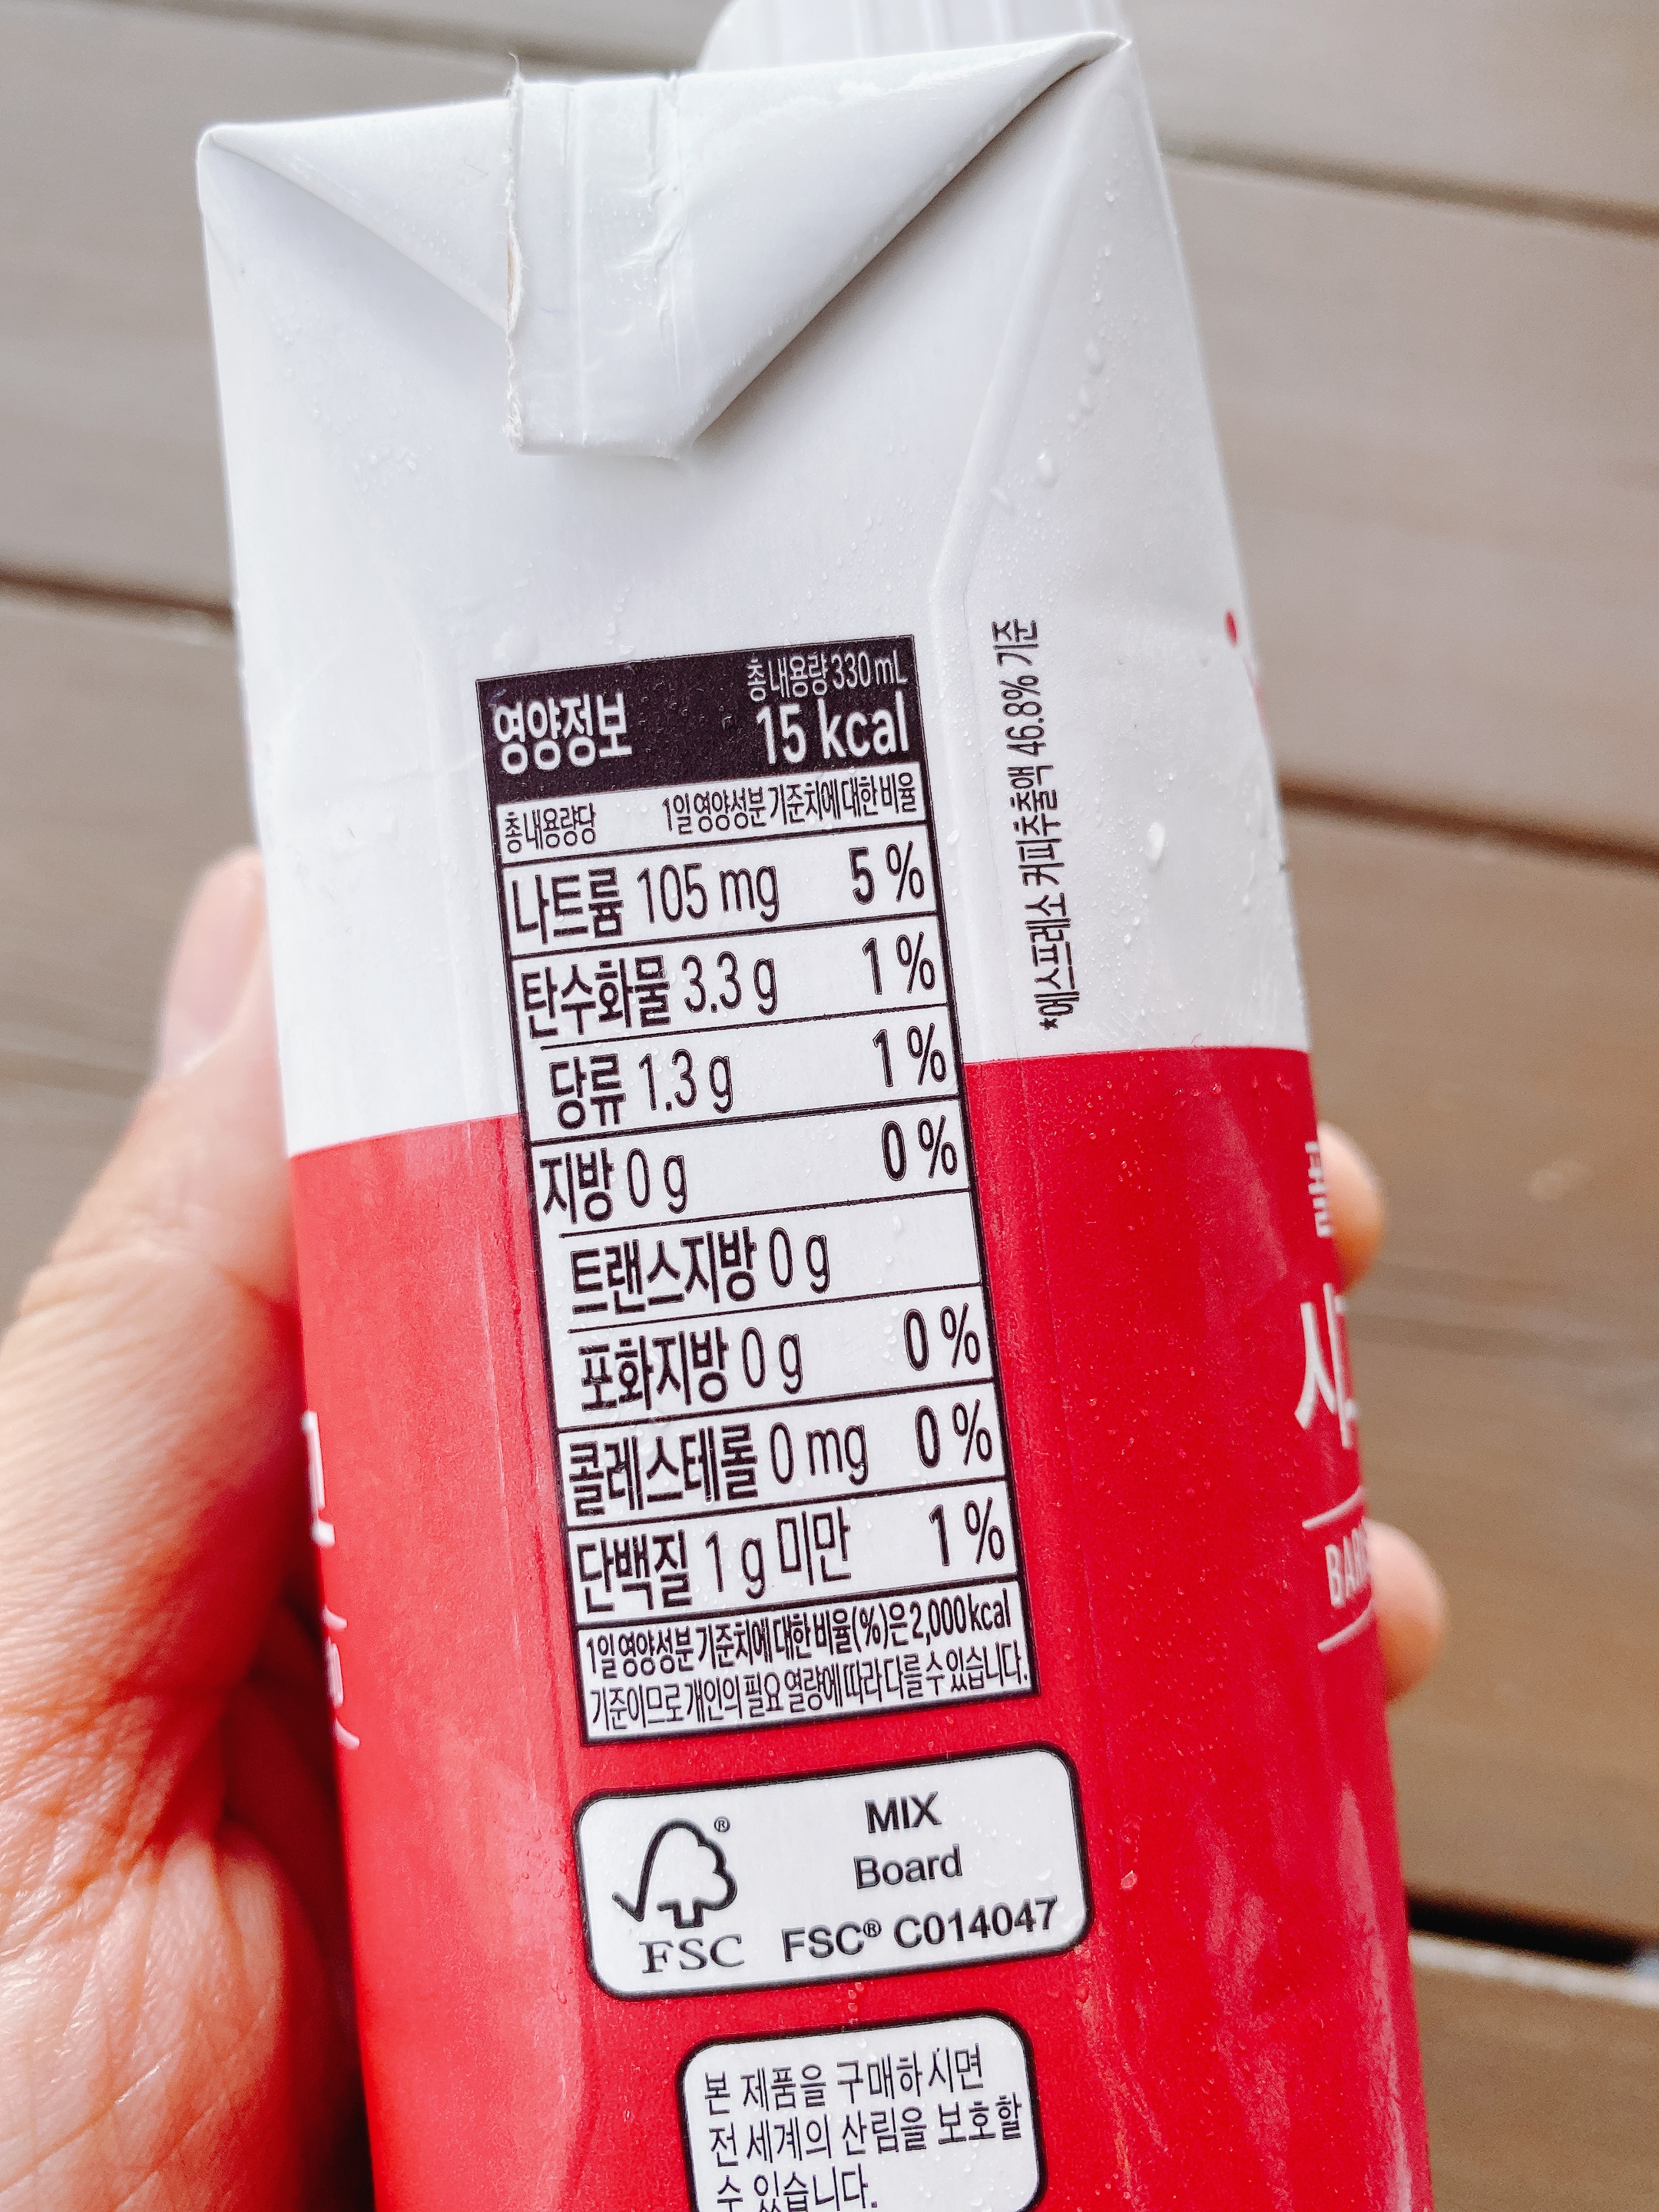 영양정보
총 내용량 330 mL
15 kcal
총 내용량당 1일 영양성분 기준치에 대한 비율
나트륨 105 mg 5 %
탄수화물 3.3 g 1 %
당류 1.3 g 1 %
지방 0 g 0 %
트랜스지방 0 g
포화지방 0 g 0 %
콜레스테롤 0 mg 0 %
단백질 1 g 미만 1 %
1일 영양성분 기준치에 대한 비율(%)은 2,000 kcal
기준이므로 개인의 필요 열량에 따라 다를 수 있습니다.
*에스프레소 커피추출액 46.8% 기준
MIX
Board
FSC® C014047
FSC
본 제품을 구매하시면
전 세계의 산림을 보호할
수 있습니다.